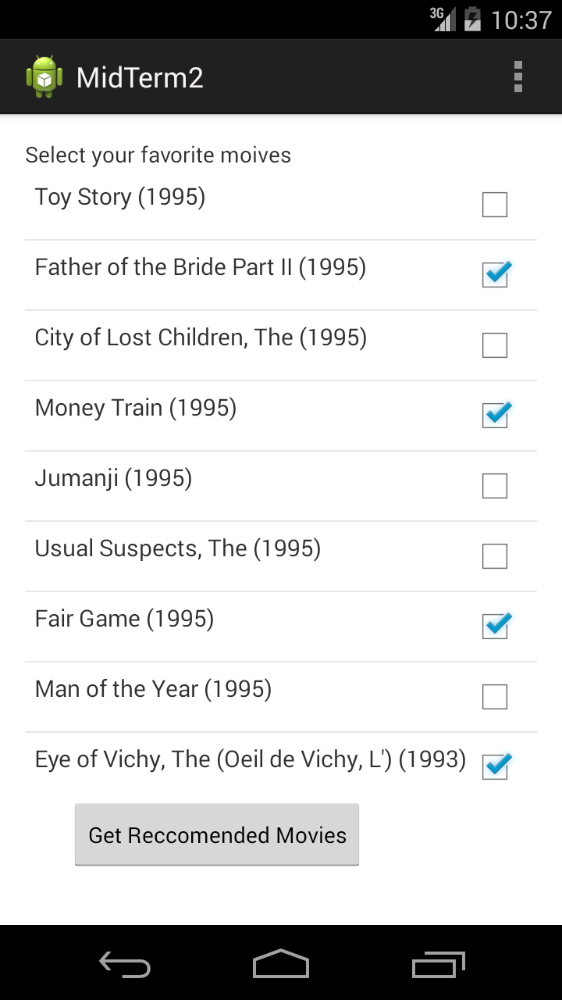 3G 10:37
MidTerm2
Select your favorite moives
Toy Story (1995)
Father of the Bride Part II (1995)
City of Lost Children, The (1995)
Money Train (1995)
Jumanji (1995)
Usual Suspects, The (1995)
Fair Game (1995)
Man of the Year (1995)
Eye of Vichy, The (Oeil de Vichy, L') (1993)
Get Reccomended Movies